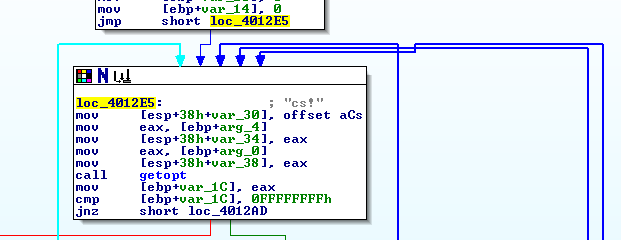 mov [ebp+var_14], 0
jmp short loc_4012E5
loc_4012E5: ; "cs!"
mov [esp+38h+var_30], offset aCs
mov eax, [ebp+arg_4]
mov [esp+38h+var_34], eax
mov eax, [ebp+arg_0]
mov [esp+38h+var_38], eax
call getopt
mov [ebp+var_1C], eax
cmp [ebp+var_1C], 0FFFFFFFFh
jnz short loc_4012AD